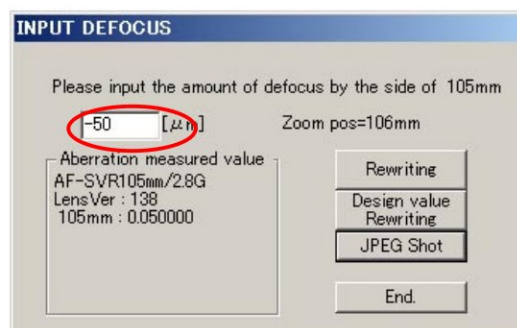 INPUT DEFOCUS
Please input the amount of defocus by the side of 105mm
-50 [μm] Zoom pos=106mm
Aberration measured value
AF-SVR105mm/2.8G
LensVer : 138
105mm : 0.050000
Rewriting
Design value
Rewriting
JPEG Shot
End.